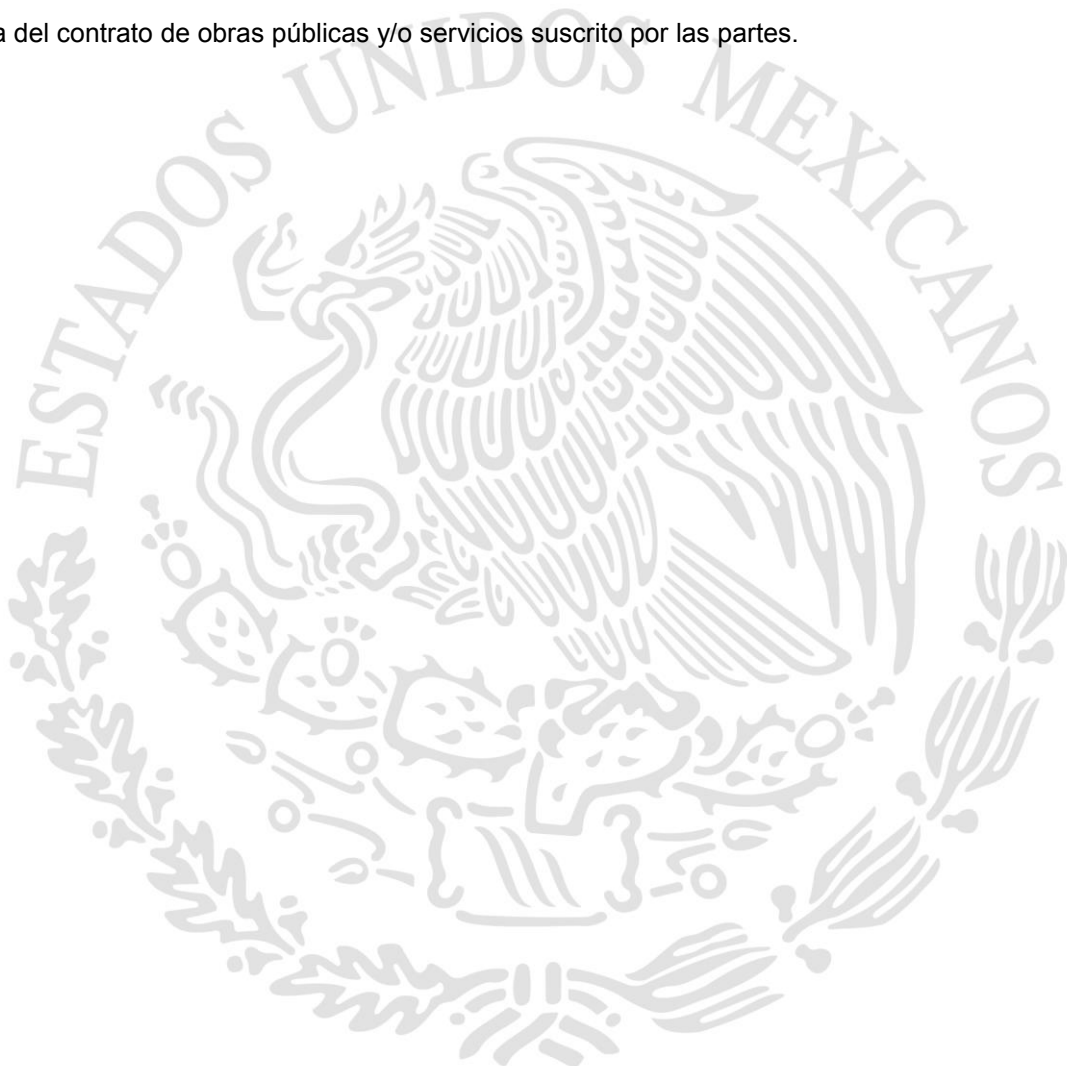 a del contrato de obras públicas y/o servicios suscrito por las partes.
ESTADOS UNIDOS MEXICANOS